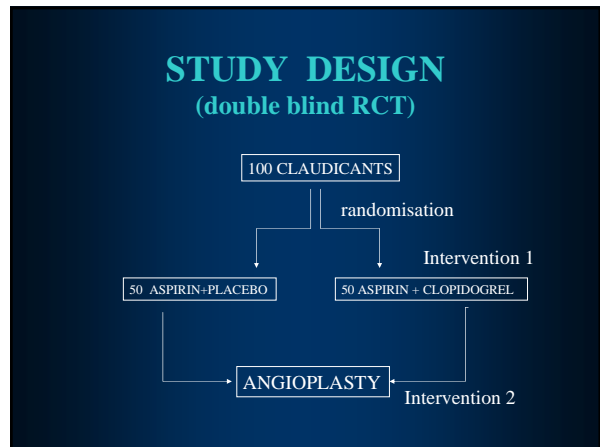 STUDY DESIGN
(double blind RCT)
100 CLAUDICANTS
randomisation
Intervention 1
50 ASPIRIN+PLACEBO
50 ASPIRIN + CLOPIDOGREL
ANGIOPLASTY
Intervention 2